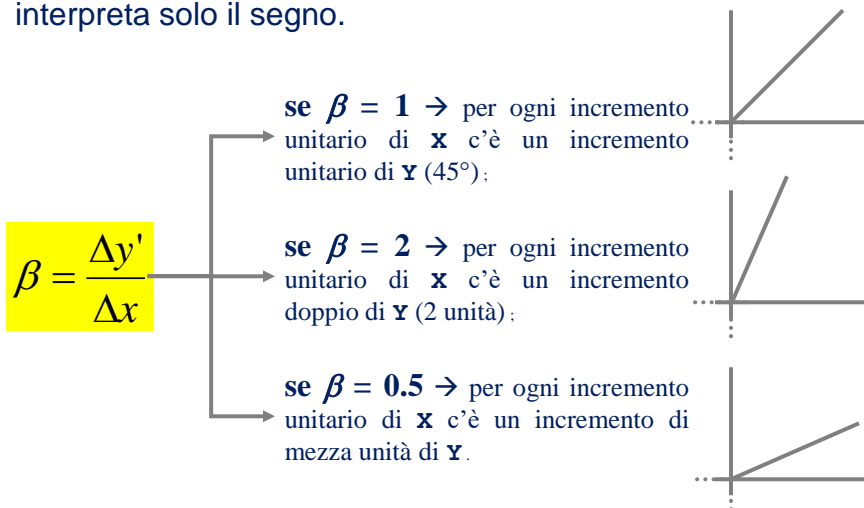 interpreta solo il segno.
se β = 1 → per ogni incremento
unitario di X c'è un incremento
unitario di Y (45°) ;
β = Δy' / Δx
se β = 2 → per ogni incremento
unitario di X c'è un incremento
doppio di Y (2 unità) ;
se β = 0.5 → per ogni incremento
unitario di X c'è un incremento di
mezza unità di Y .